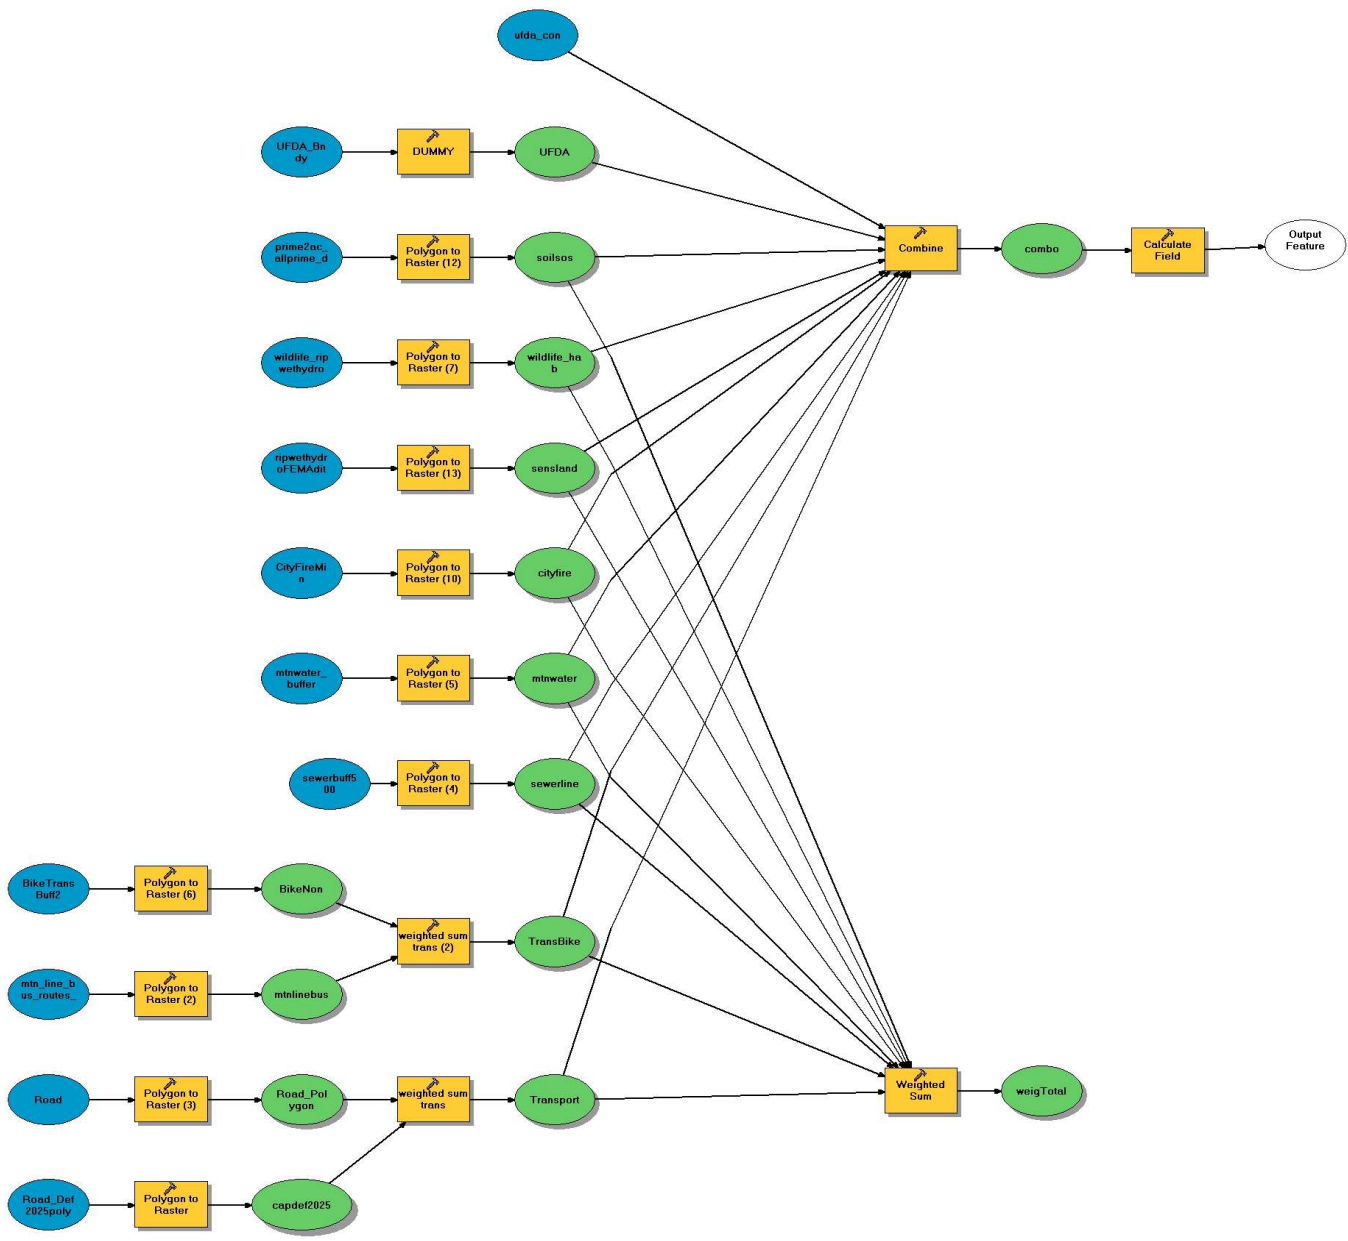 ufda_con
UFDA_Bn
dy
DUMMY
UFDA
prime2ac_
allprime_d
Polygon to
Raster (12)
soilsos
Combine
combo
Calculate
Field
Output
Feature
wildlife_rip
wethydro
Polygon to
Raster (7)
wildlife_ha
b
ripwethydr
oFEMAdit
Polygon to
Raster (13)
sensland
CityFireMi
n
Polygon to
Raster (10)
cityfire
mtnwater_
buffer
Polygon to
Raster (5)
mtnwater
sewerbuff5
00
Polygon to
Raster (4)
sewerline
BikeTrans
Buff2
Polygon to
Raster (6)
BikeNon
weighted sum
trans (2)
TransBike
mtn_line_b
us_routes_
Polygon to
Raster (2)
mtnlinebus
Road
Polygon to
Raster (3)
Road_Pol
ygon
weighted sum
trans
Transport
Weighted
Sum
weigTotal
Road_Def
2025poly
Polygon to
Raster
capdef2025